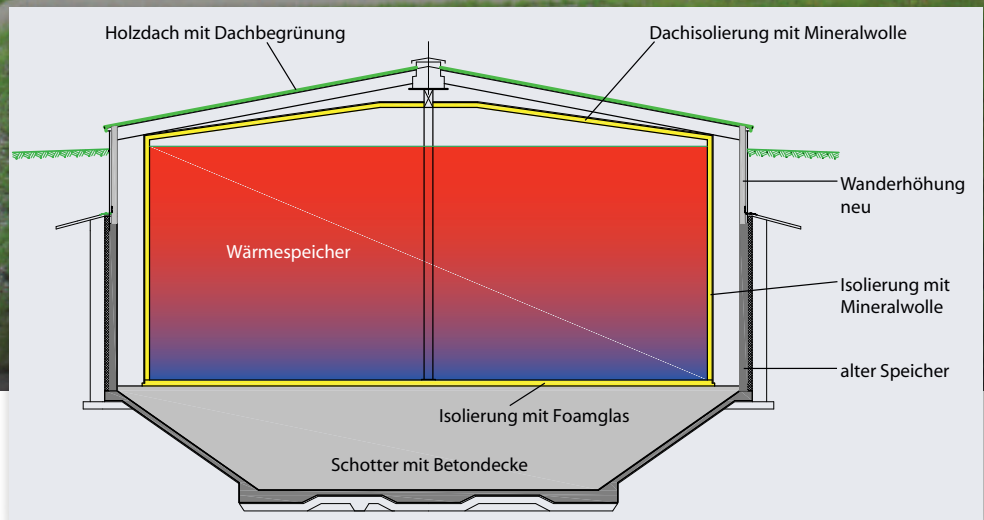 Holzdach mit Dachbegrünung
Dachisolierung mit Mineralwolle
Wärmespeicher
Wanderhöhung
neu
Isolierung mit
Mineralwolle
alter Speicher
Isolierung mit Foamglas
Schotter mit Betondecke